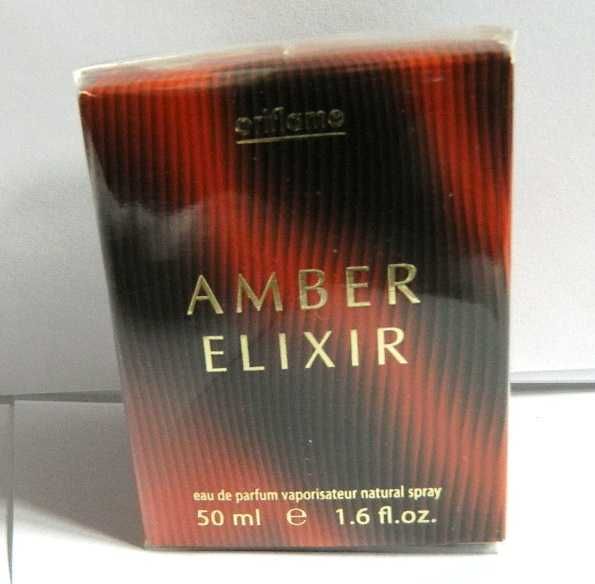 oriflame
AMBER
ELIXIR
eau de parfum vaporisateur natural spray
50 ml e 1.6 fl.oz.